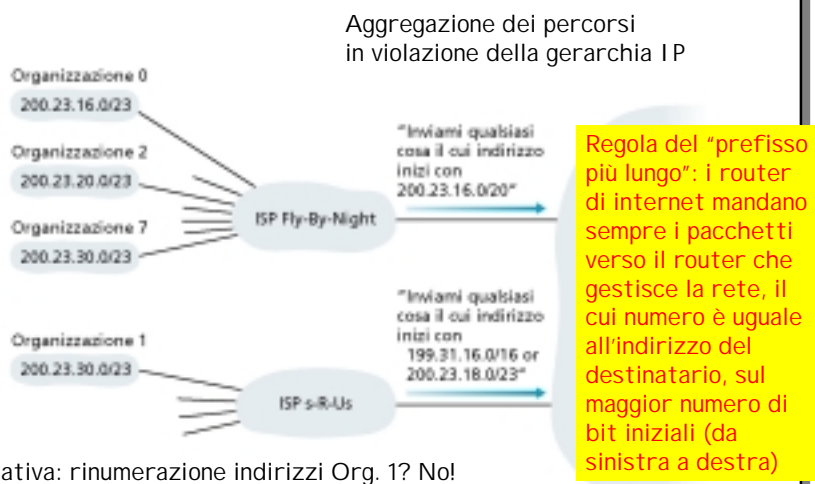 Aggregazione dei percorsi
in violazione della gerarchia IP
Organizzazione 0
200.23.16.0/23
Organizzazione 2
200.23.20.0/23
Organizzazione 7
200.23.30.0/23
ISP Fly-By-Night
"Inviami qualsiasi
cosa il cui indirizzo
inizi con
200.23.16.0/20"
Organizzazione 1
200.23.30.0/23
ISP s-R-Us
"Inviami qualsiasi
cosa il cui indirizzo
inizi con
199.31.16.0/16 or
200.23.18.0/23"
Regola del "prefisso
più lungo": i router
di internet mandano
sempre i pacchetti
verso il router che
gestisce la rete, il
cui numero è uguale
all'indirizzo del
destinatario, sul
maggior numero di
bit iniziali (da
sinistra a destra)
ativa: rinumerazione indirizzi Org. 1? No!